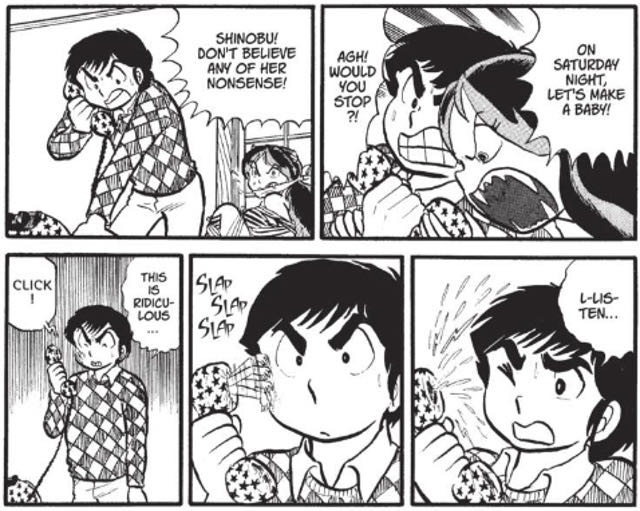 ON
SATURDAY
NIGHT,
LET'S MAKE
A BABY!
AGH!
WOULD
YOU
STOP
?!
SHINOBU!
DON'T BELIEVE
ANY OF HER
NONSENSE!
L-LIS-
TEN...
SLAP
SLAP
SLAP
THIS
IS
RIDICU-
LOUS
...
CLICK
!